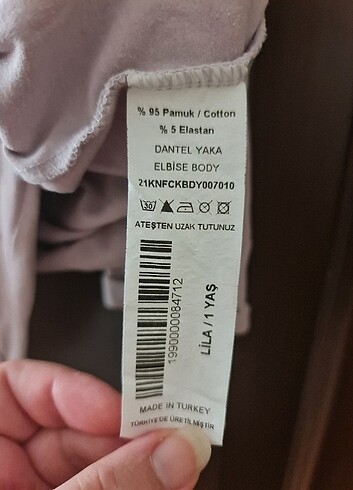 % 95 Pamuk / Cotton
% 5 Elastan
DANTEL YAKA
ELBİSE BODY
21KNFCKBDY007010
30
ATEŞTEN UZAK TUTUNUZ
1990000084712
LİLA / 1 YAŞ
MADE IN TURKEY
TÜRKİYE'DE ÜRETİLMİŞTİR